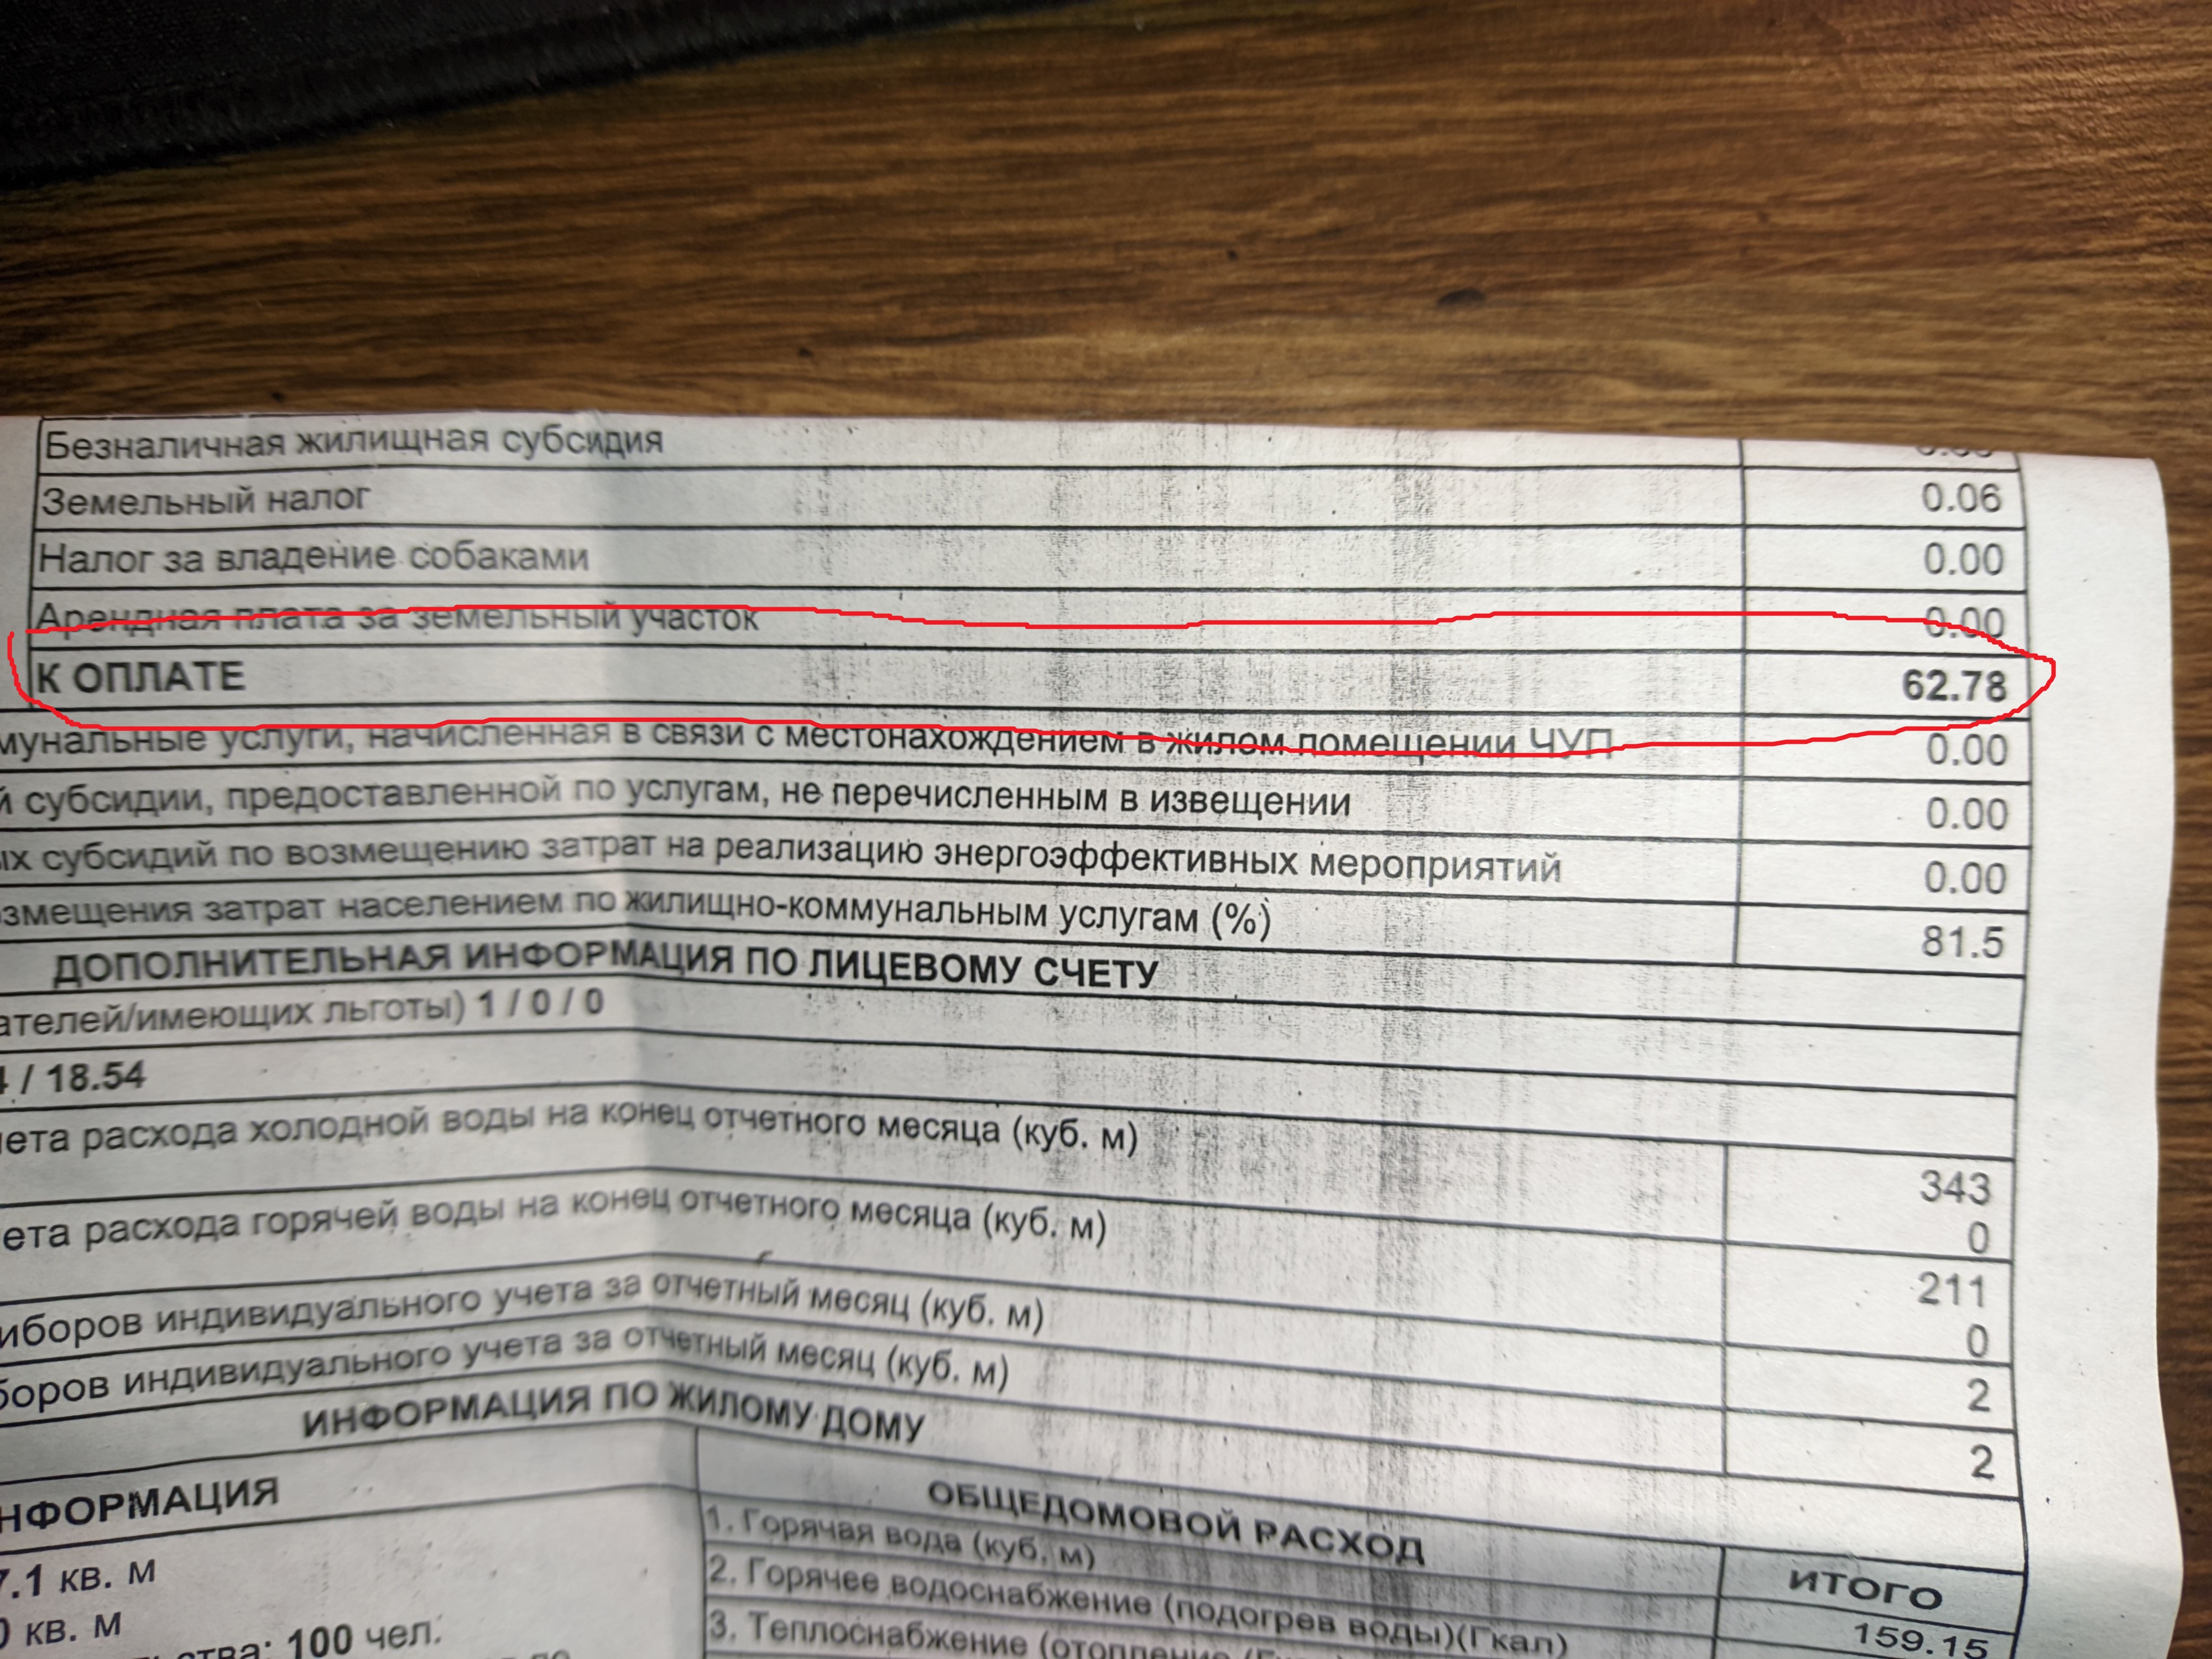 Безналичная жилищная субсидия
Земельный налог 0.06
Налог за владение собаками 0.00
Арендная плата за земельный участок 0.00
К ОПЛАТЕ 62.78
мунальные услуги, начисленная в связи с местонахождением в жилом помещении ЧУП 0.00
й субсидии, предоставленной по услугам, не перечисленным в извещении 0.00
ых субсидий по возмещению затрат на реализацию энергоэффективных мероприятий 0.00
озмещения затрат населением по жилищно-коммунальным услугам (%) 81.5
ДОПОЛНИТЕЛЬНАЯ ИНФОРМАЦИЯ ПО ЛИЦЕВОМУ СЧЕТУ
ателей/имеющих льготы) 1 / 0 / 0
/ 18.54
чета расхода холодной воды на конец отчетного месяца (куб. м) 343
0
ета расхода горячей воды на конец отчетного месяца (куб. м) 211
0
иборов индивидуального учета за отчетный месяц (куб. м) 2
боров индивидуального учета за отчетный месяц (куб. м) 2
ИНФОРМАЦИЯ ПО ЖИЛОМУ ДОМУ
НФОРМАЦИЯ
7.1 кв. м
0 кв. м
ства: 100 чел.
ОБЩЕДОМОВОЙ РАСХОД ИТОГО
1. Горячая вода (куб. м) 159.15
2. Горячее водоснабжение (подогрев воды)(Гкал)
3. Теплоснабжение (отопление